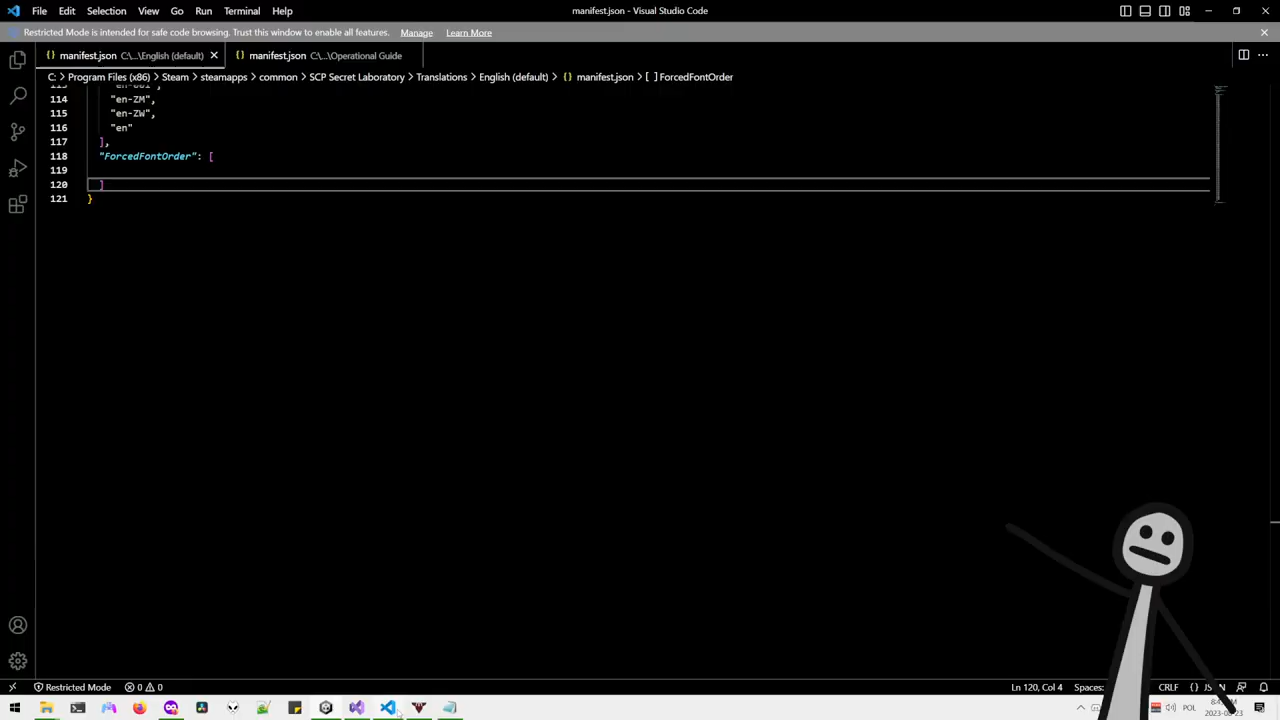 File Edit Selection View Go Run Terminal Help
manifest.json - Visual Studio Code
Restricted Mode is intended for safe code browsing. Trust this window to enable all features. Manage Learn More
manifest.json C:\...\English (default)
manifest.json C:\...\Operational Guide
C: > Program Files (x86) > Steam > steamapps > common > SCP Secret Laboratory > Translations > English (default) > {} manifest.json > [ ] ForcedFontOrder
114 "en-ZM",
115 "en-ZW",
116 "en"
117 ],
118 "ForcedFontOrder": [
119
120 ]
121 }
Restricted Mode 0 0
Ln 120, Col 4 Spaces: CRLF {}
POL